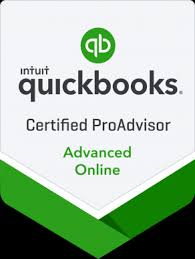 qb
intuit
quickbooks®
Certified ProAdvisor
Advanced
Online